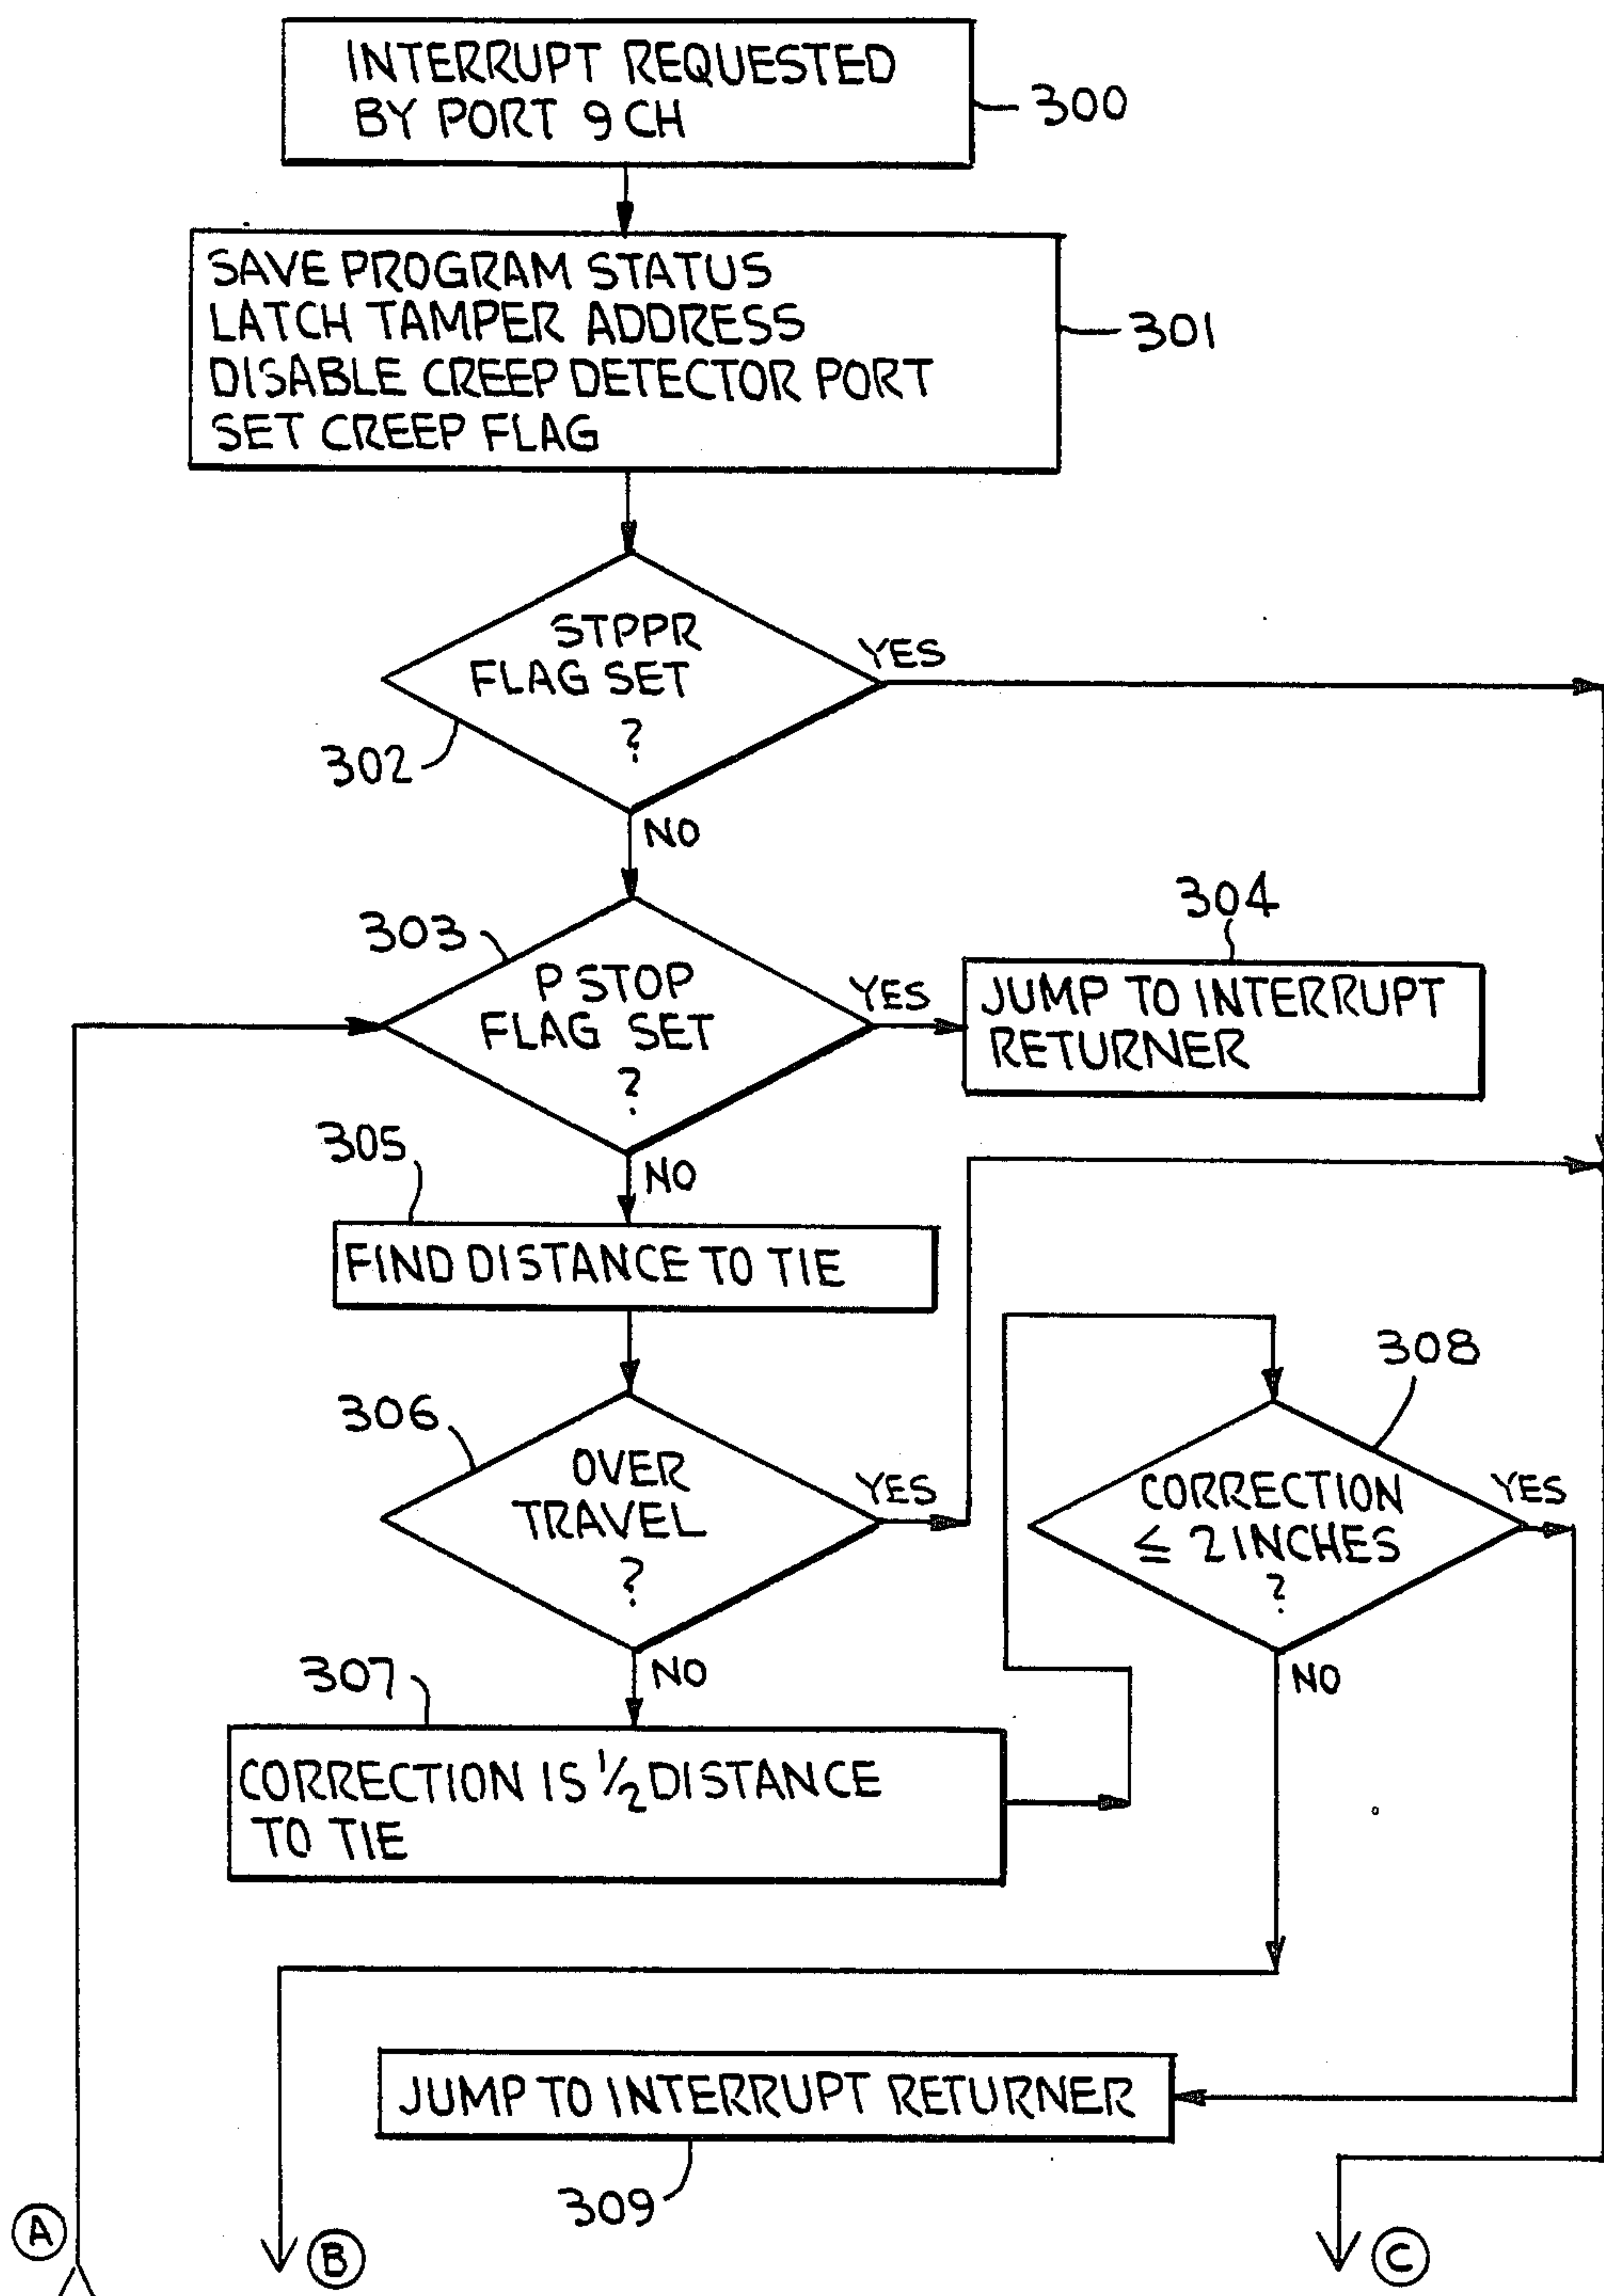 INTERRUPT REQUESTED
BY PORT 9CH
300
SAVE PROGRAM STATUS
LATCH TAMPER ADDRESS
DISABLE CREEP DETECTOR PORT
SET CREEP FLAG
301
STPPR
FLAG SET
?
YES
302
NO
303
P STOP
FLAG SET
?
YES
304
JUMP TO INTERRUPT
RETURNER
305
NO
FIND DISTANCE TO TIE
306
OVER
TRAVEL
?
YES
308
CORRECTION
≤ 2 INCHES
?
YES
307
NO
NO
CORRECTION IS 1/2 DISTANCE
TO TIE
JUMP TO INTERRUPT RETURNER
309
A
B
C